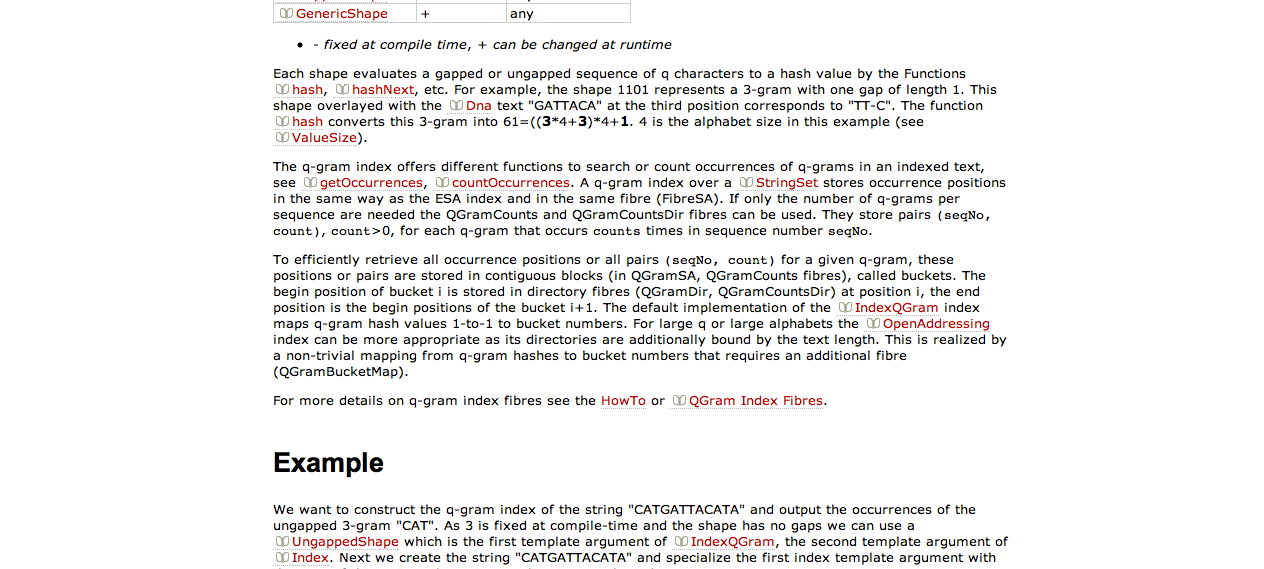 GenericShape + any
• - fixed at compile time, + can be changed at runtime
Each shape evaluates a gapped or ungapped sequence of q characters to a hash value by the Functions
hash, hashNext, etc. For example, the shape 1101 represents a 3-gram with one gap of length 1. This
shape overlayed with the Dna text "GATTACA" at the third position corresponds to "TT-C". The function
hash converts this 3-gram into 61=((3*4+3)*4+1. 4 is the alphabet size in this example (see
ValueSize).
The q-gram index offers different functions to search or count occurrences of q-grams in an indexed text,
see getOccurrences, countOccurrences. A q-gram index over a StringSet stores occurrence positions
in the same way as the ESA index and in the same fibre (FibreSA). If only the number of q-grams per
sequence are needed the QGramCounts and QGramCountsDir fibres can be used. They store pairs (seqNo,
count), count>0, for each q-gram that occurs counts times in sequence number seqNo.
To efficiently retrieve all occurrence positions or all pairs (seqNo, count) for a given q-gram, these
positions or pairs are stored in contiguous blocks (in QGramSA, QGramCounts fibres), called buckets. The
begin position of bucket i is stored in directory fibres (QGramDir, QGramCountsDir) at position i, the end
position is the begin positions of the bucket i+1. The default implementation of the IndexQGram index
maps q-gram hash values 1-to-1 to bucket numbers. For large q or large alphabets the OpenAddressing
index can be more appropriate as its directories are additionally bound by the text length. This is realized by
a non-trivial mapping from q-gram hashes to bucket numbers that requires an additional fibre
(QGramBucketMap).
For more details on q-gram index fibres see the HowTo or QGram Index Fibres.
Example
We want to construct the q-gram index of the string "CATGATTACATA" and output the occurrences of the
ungapped 3-gram "CAT". As 3 is fixed at compile-time and the shape has no gaps we can use a
UngappedShape which is the first template argument of IndexQGram, the second template argument of
Index. Next we create the string "CATGATTACATA" and specialize the first index template argument with